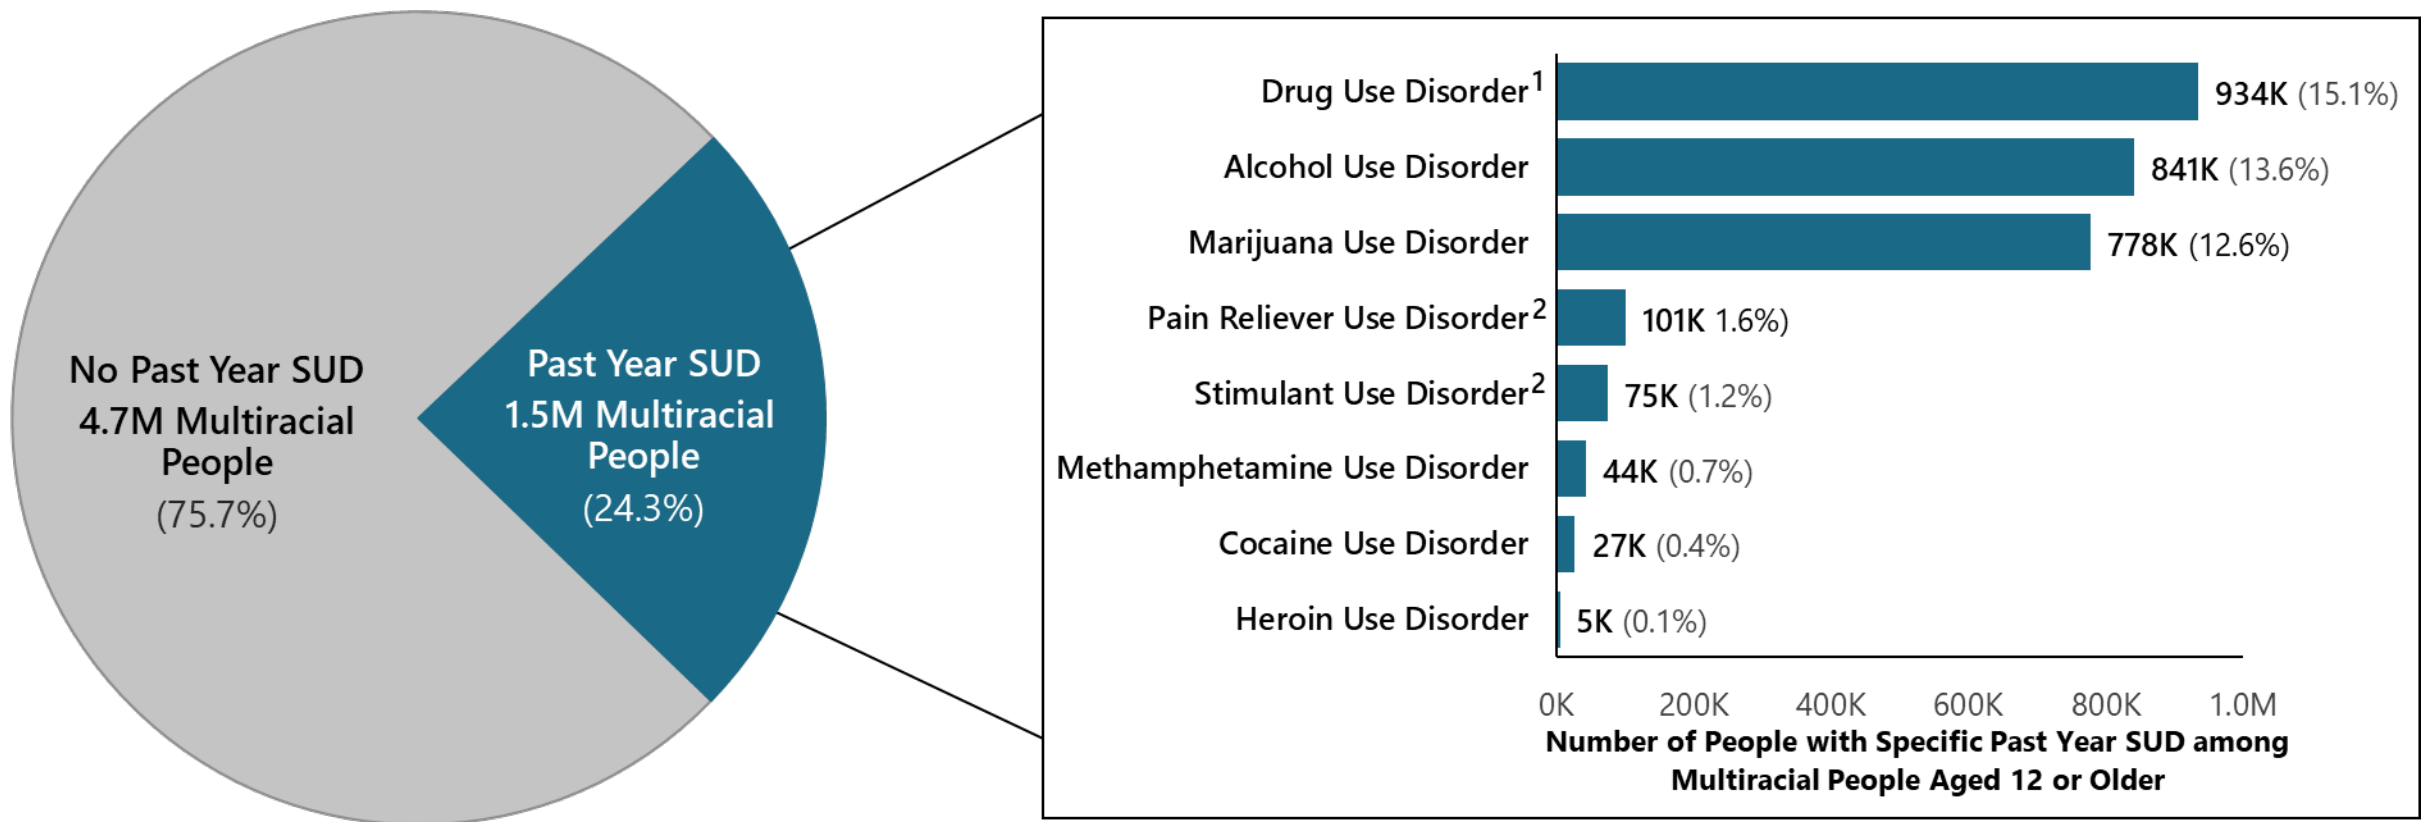 No Past Year SUD
4.7M Multiracial
People
(75.7%)
Past Year SUD
1.5M Multiracial
People
(24.3%)
Drug Use Disorder1 934K (15.1%)
Alcohol Use Disorder 841K (13.6%)
Marijuana Use Disorder 778K (12.6%)
Pain Reliever Use Disorder2 101K 1.6%)
Stimulant Use Disorder2 75K (1.2%)
Methamphetamine Use Disorder 44K (0.7%)
Cocaine Use Disorder 27K (0.4%)
Heroin Use Disorder 5K (0.1%)
0K 200K 400K 600K 800K 1.0M
Number of People with Specific Past Year SUD among
Multiracial People Aged 12 or Older